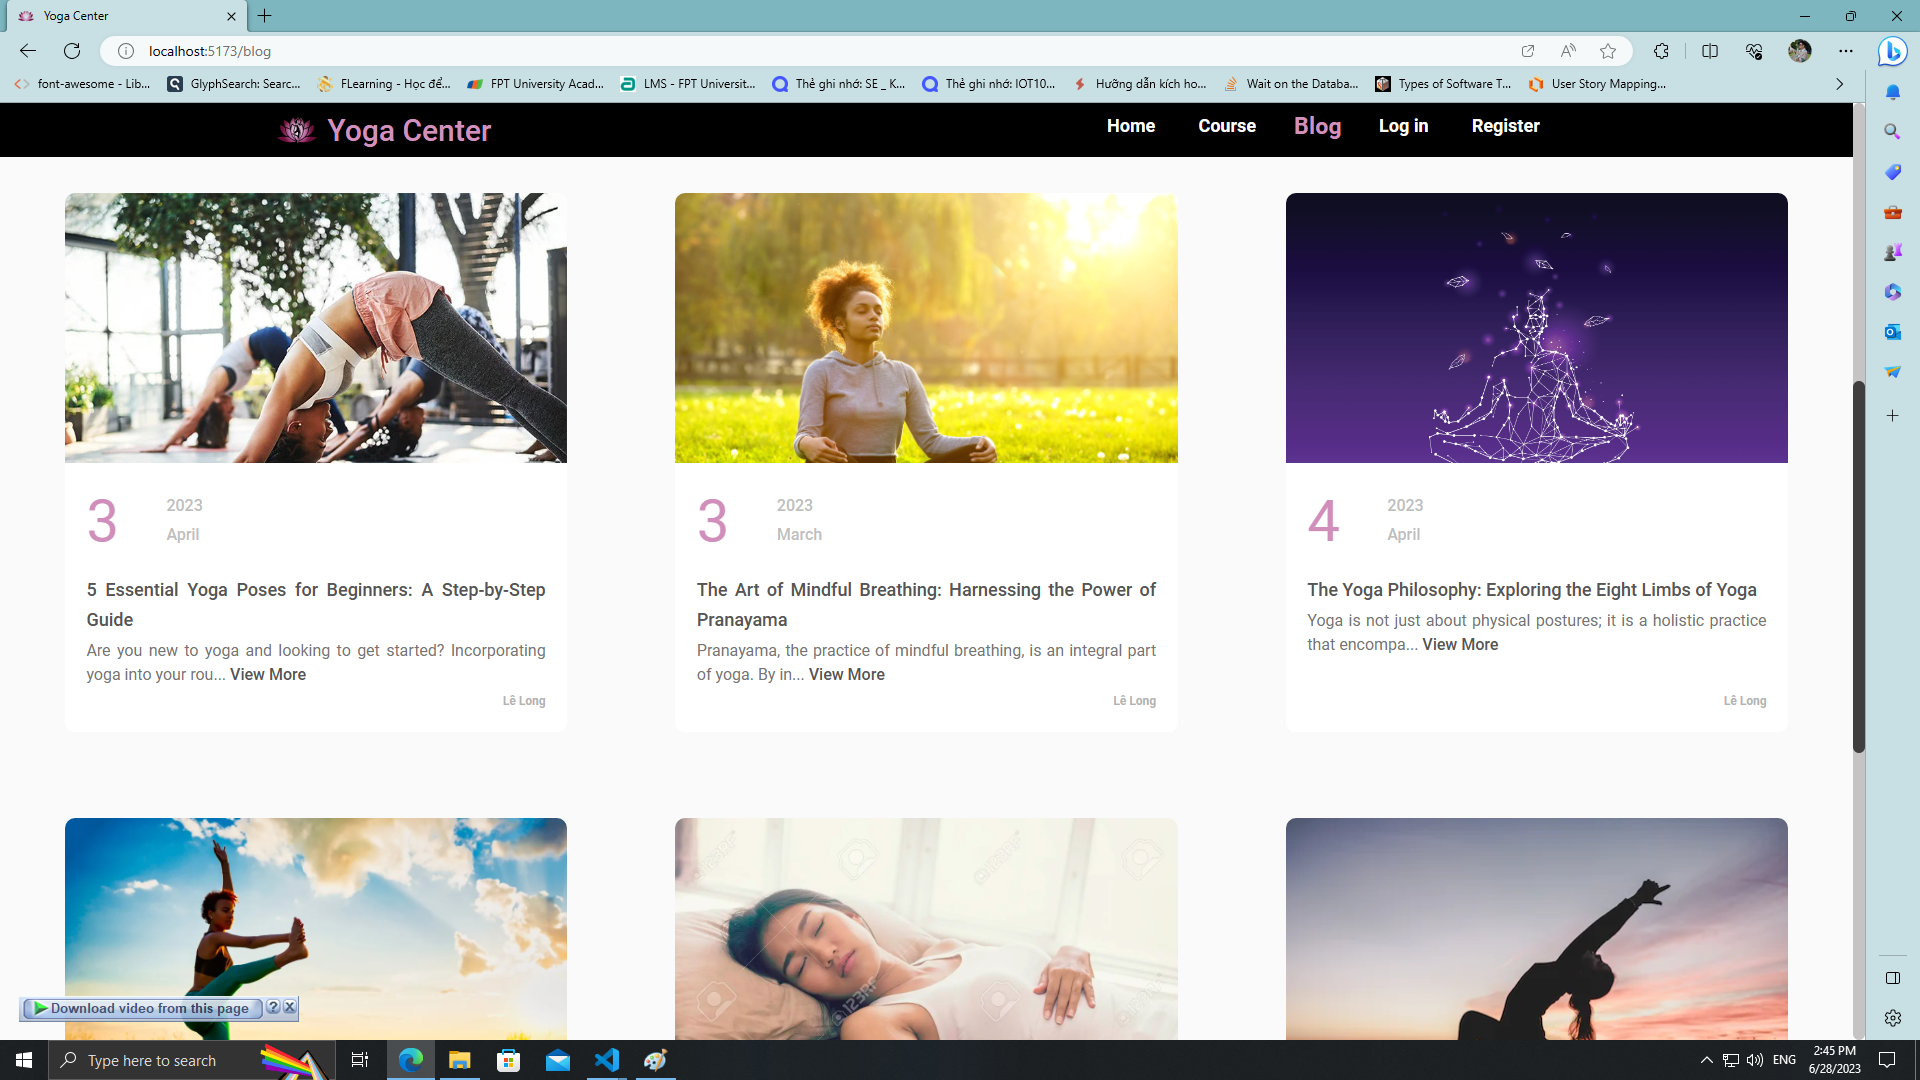 Yoga Center
localhost:5173/blog
font-awesome - Lib...
GlyphSearch: Searc...
FLearning - Học để...
FPT University Acad...
LMS - FPT Universit...
Thẻ ghi nhớ: SE _ K...
Thẻ ghi nhớ: IOT10...
Hướng dẫn kích ho...
Wait on the Databa...
Types of Software T...
User Story Mapping...
Yoga Center
Home
Course
Blog
Log in
Register
3
2023
April
5 Essential Yoga Poses for Beginners: A Step-by-Step
Guide
Are you new to yoga and looking to get started? Incorporating
yoga into your rou... View More
Lê Long
3
2023
March
The Art of Mindful Breathing: Harnessing the Power of
Pranayama
Pranayama, the practice of mindful breathing, is an integral part
of yoga. By in... View More
Lê Long
4
2023
April
The Yoga Philosophy: Exploring the Eight Limbs of Yoga
Yoga is not just about physical postures; it is a holistic practice
that encompa... View More
Lê Long
123RF
Download video from this page
?
Type here to search
ENG
2:45 PM
6/28/2023